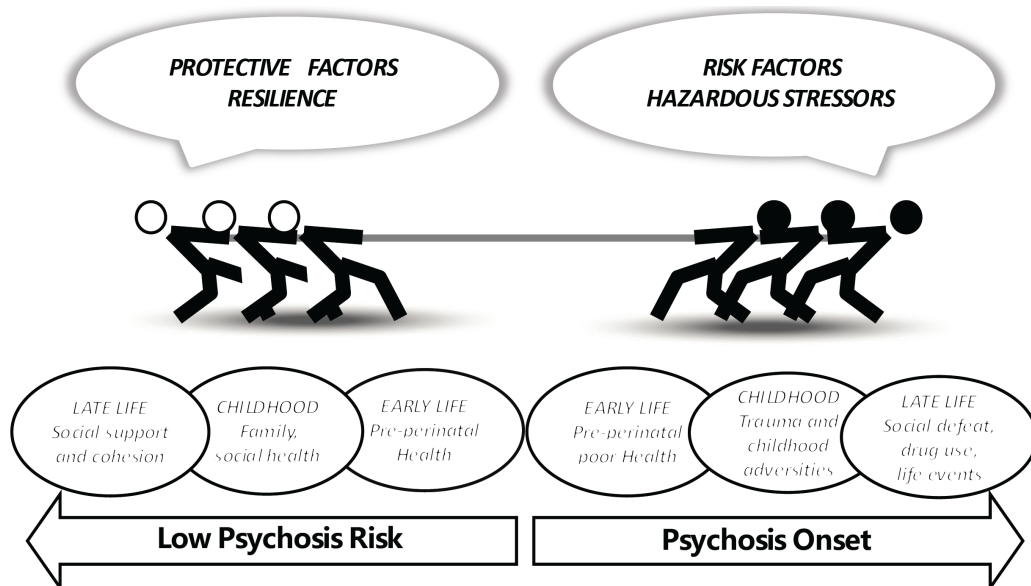 PROTECTIVE FACTORS
RESILIENCE
RISK FACTORS
HAZARDOUS STRESSORS
LATE LIFE
Social support
and cohesion
CHILDHOOD
Family,
social health
EARLY LIFE
Pre-perinatal
Health
EARLY LIFE
Pre-perinatal
poor Health
CHILDHOOD
Trauma and
childhood
adversities
LATE LIFE
Social defeat,
drug use,
life events
Low Psychosis Risk
Psychosis Onset